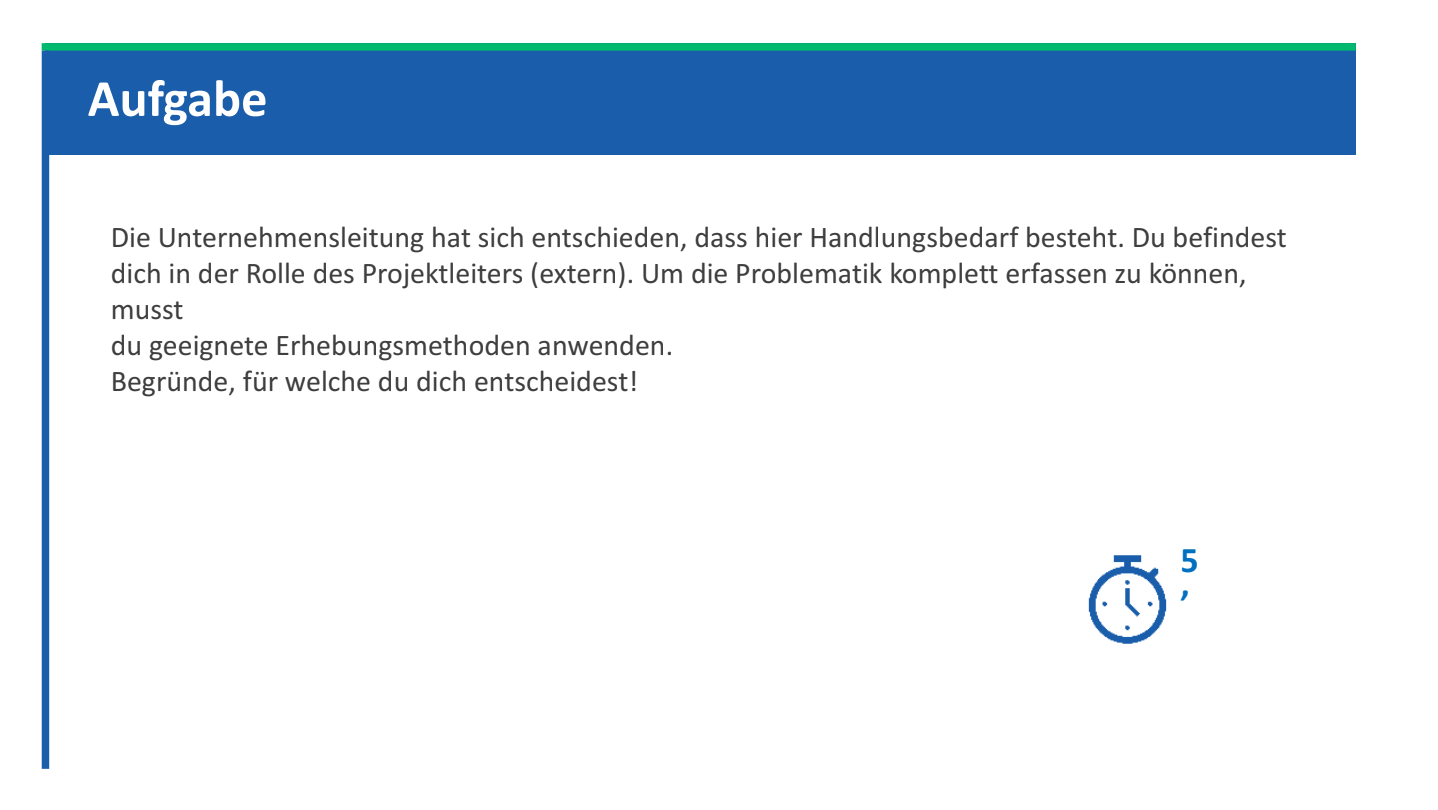 Aufgabe
Die Unternehmensleitung hat sich entschieden, dass hier Handlungsbedarf besteht. Du befindest
dich in der Rolle des Projektleiters (extern). Um die Problematik komplett erfassen zu können,
musst
du geeignete Erhebungsmethoden anwenden.
Begründe, für welche du dich entscheidest!
5
‚